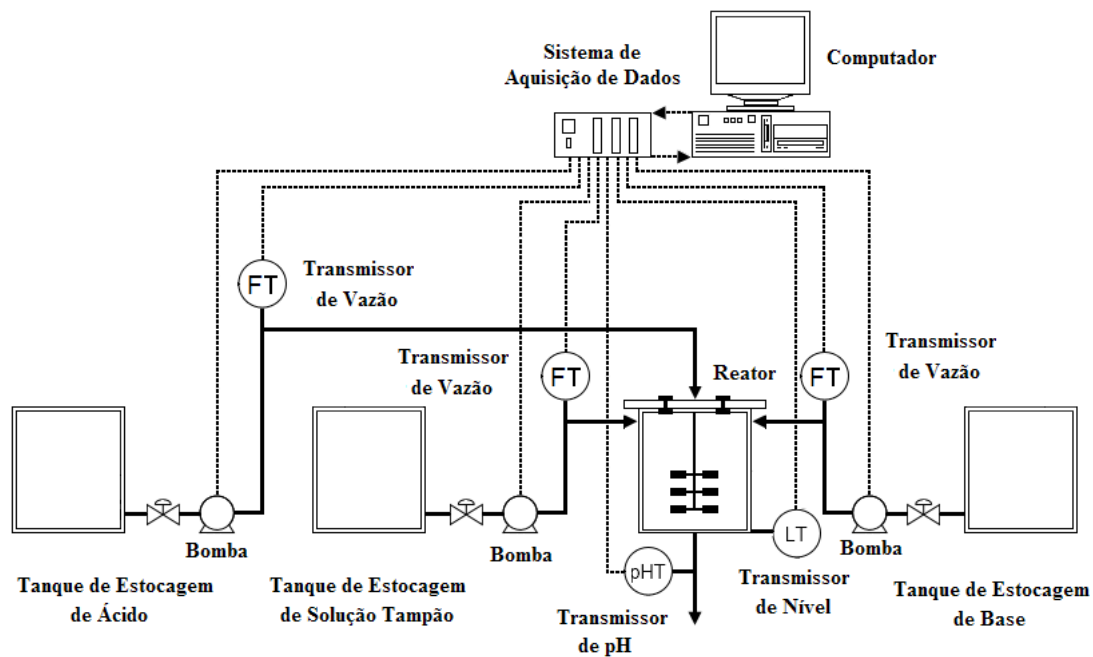 Sistema de
Aquisição de Dados
Computador
FT
Transmissor
de Vazão
Transmissor
de Vazão
FT
Reator
FT
Transmissor
de Vazão
Bomba
Bomba
LT
Bomba
pHT
Tanque de Estocagem
de Ácido
Tanque de Estocagem
de Solução Tampão
Transmissor
de pH
Transmissor
de Nível
Tanque de Estocagem
de Base